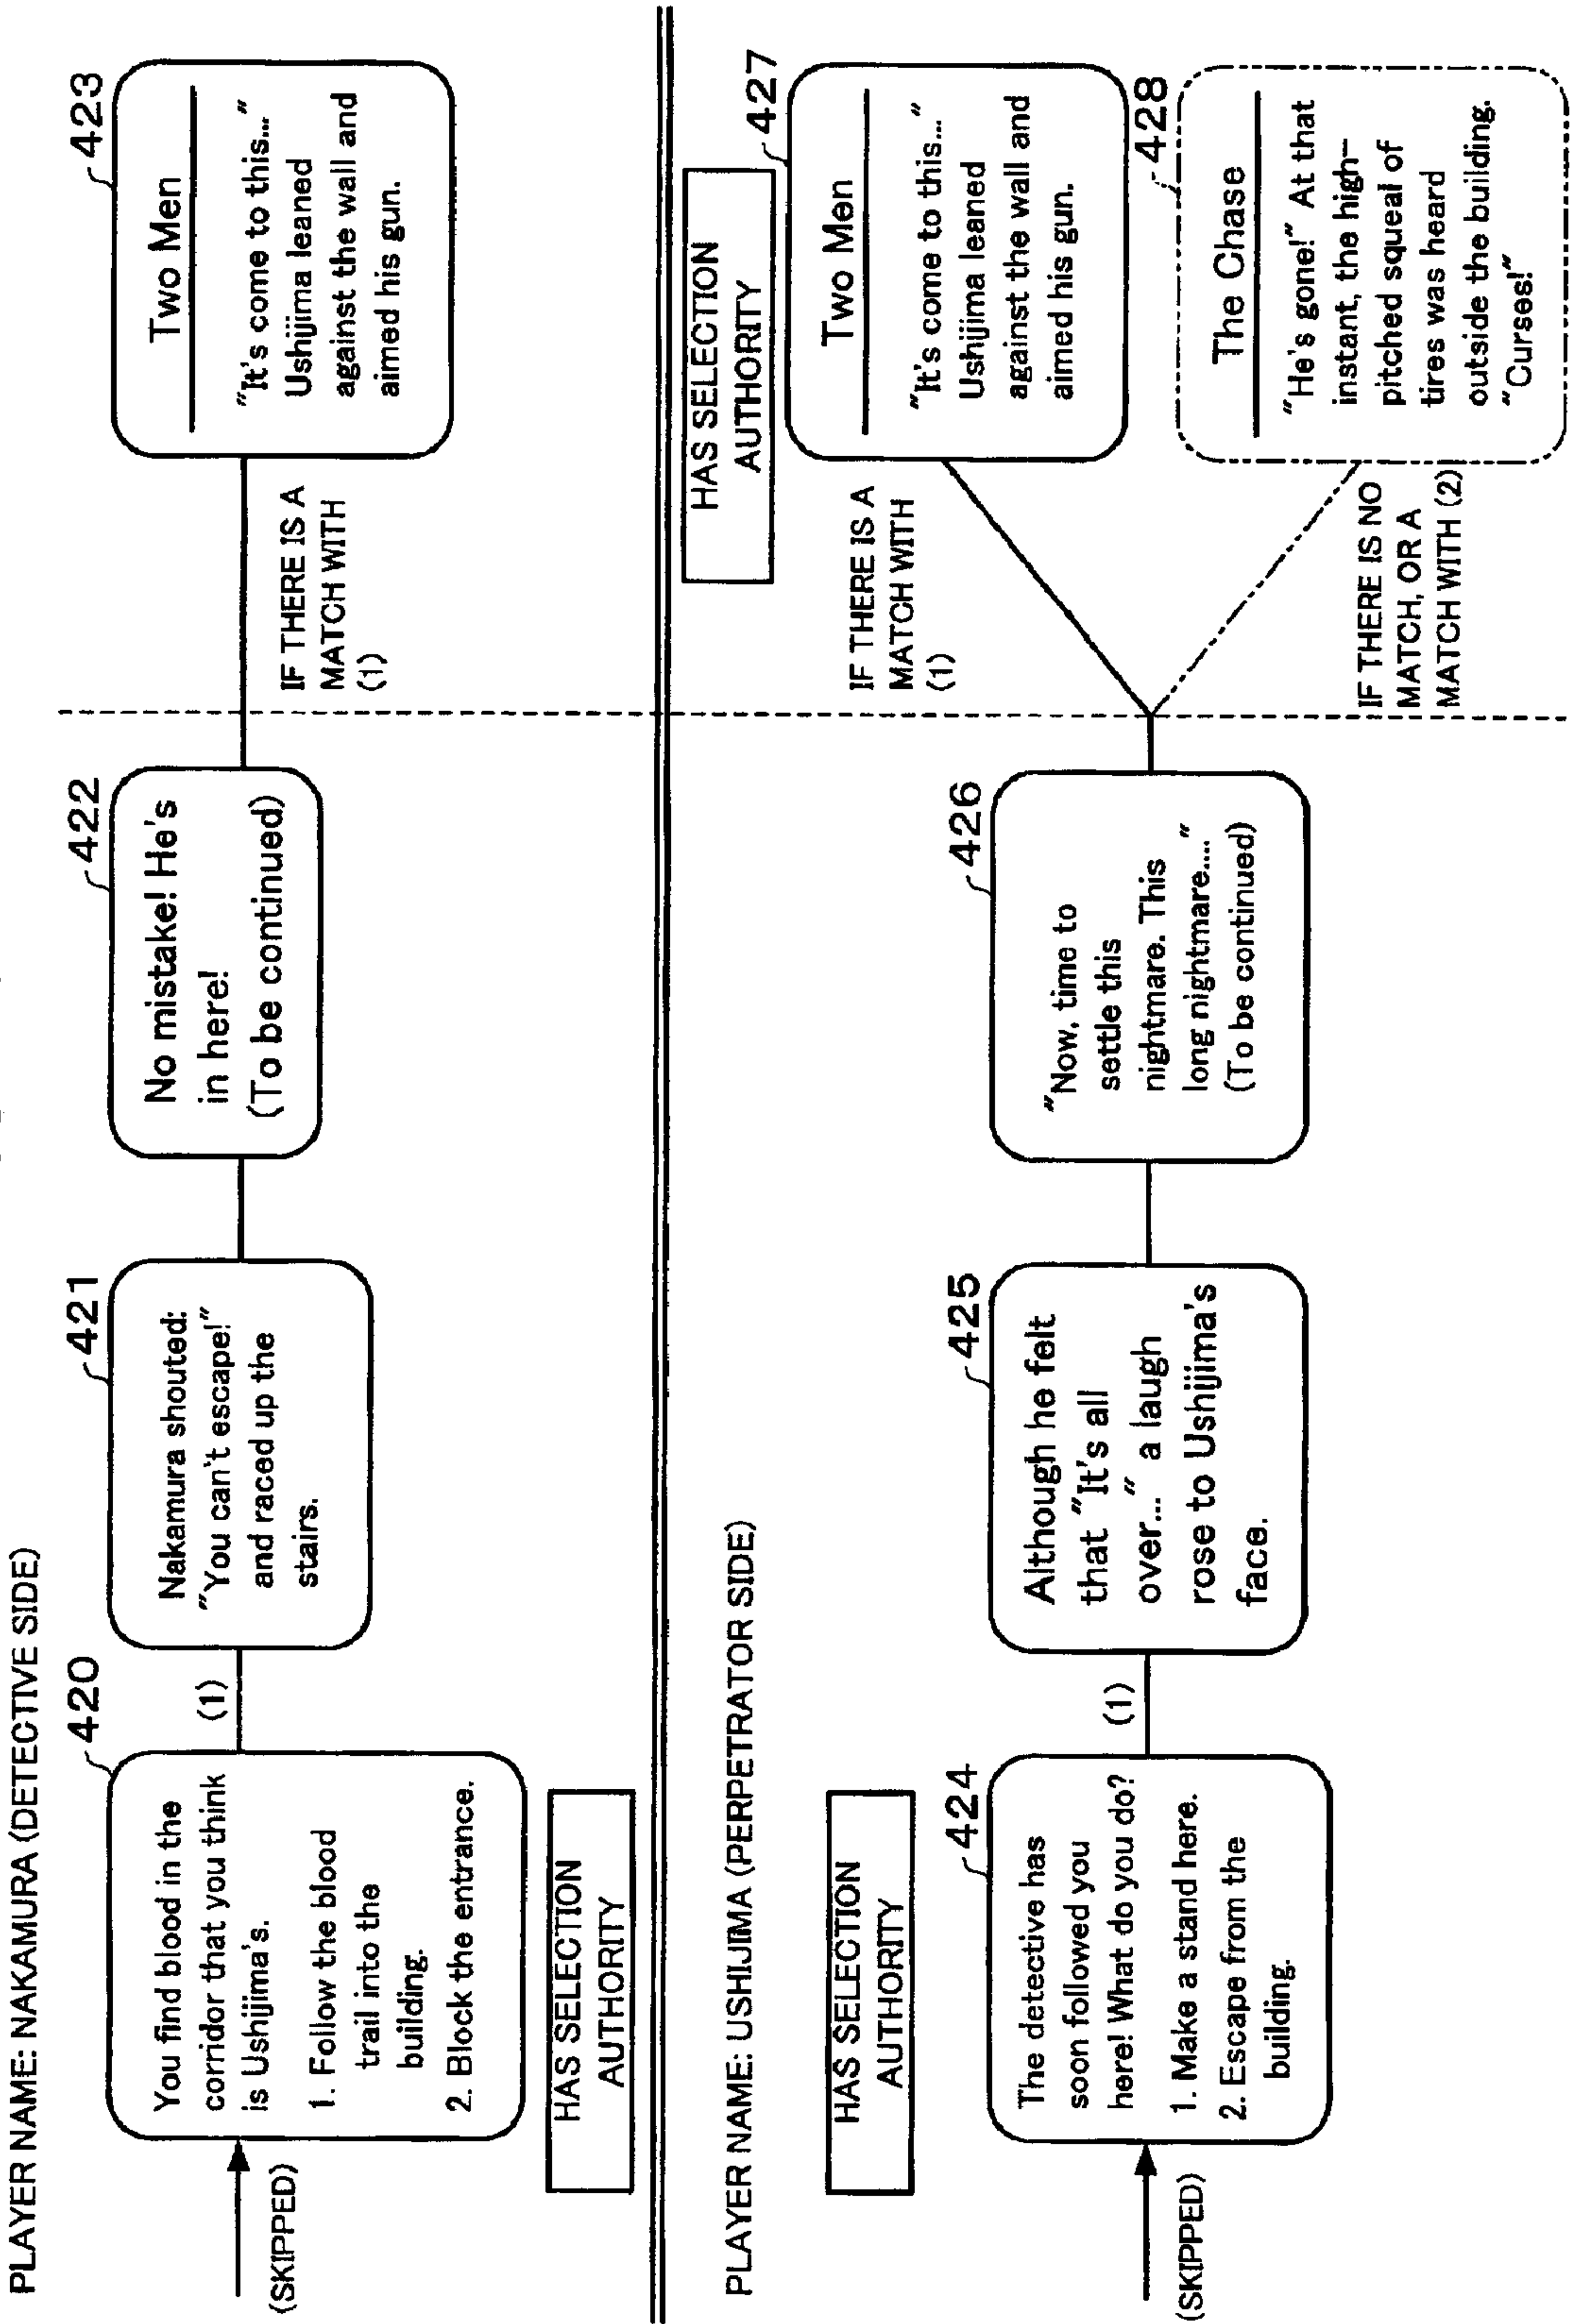 PLAYER NAME: NAKAMURA (DETECTIVE SIDE)
420
You find blood in the
corridor that you think
is Ushijima's.
1. Follow the blood
trail into the
building.
2. Block the entrance.
(SKIPPED)
HAS SELECTION
AUTHORITY
(1)
421
Nakamura shouted:
"You can't escape!"
and raced up the
stairs.
422
No mistake! He's
in here!
(To be continued)
IF THERE IS A
MATCH WITH
(1)
423
Two Men
"It's come to this..."
Ushijima leaned
against the wall and
aimed his gun.
PLAYER NAME: USHIJIMA (PERPETRATOR SIDE)
HAS SELECTION
AUTHORITY
424
The detective has
soon followed you
here! What do you do?
1. Make a stand here.
2. Escape from the
building.
(SKIPPED)
(1)
425
Although he felt
that "It's all
over..." a laugh
rose to Ushijima's
face.
426
"Now, time to
settle this
nightmare. This
long nightmare...."
(To be continued)
IF THERE IS A
MATCH WITH
(1)
IF THERE IS NO
MATCH, OR A
MATCH WITH (2)
HAS SELECTION
AUTHORITY
427
Two Men
"It's come to this..."
Ushijima leaned
against the wall and
aimed his gun.
428
The Chase
"He's gone!" At that
instant, the high-
pitched squeal of
tires was heard
outside the building.
"Curses!"